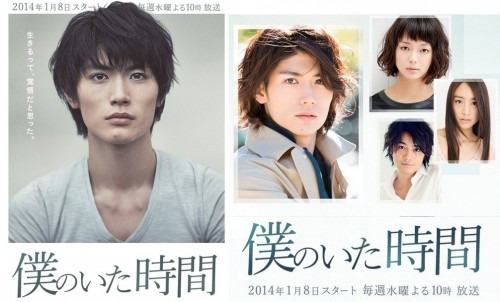 2014年1月8日スタート 毎週水曜よる10時 放送
生きるって、覚悟だと思った。
僕のいた時間
僕のいた時間
2014年1月8日スタート 毎週水曜よる10時 放送